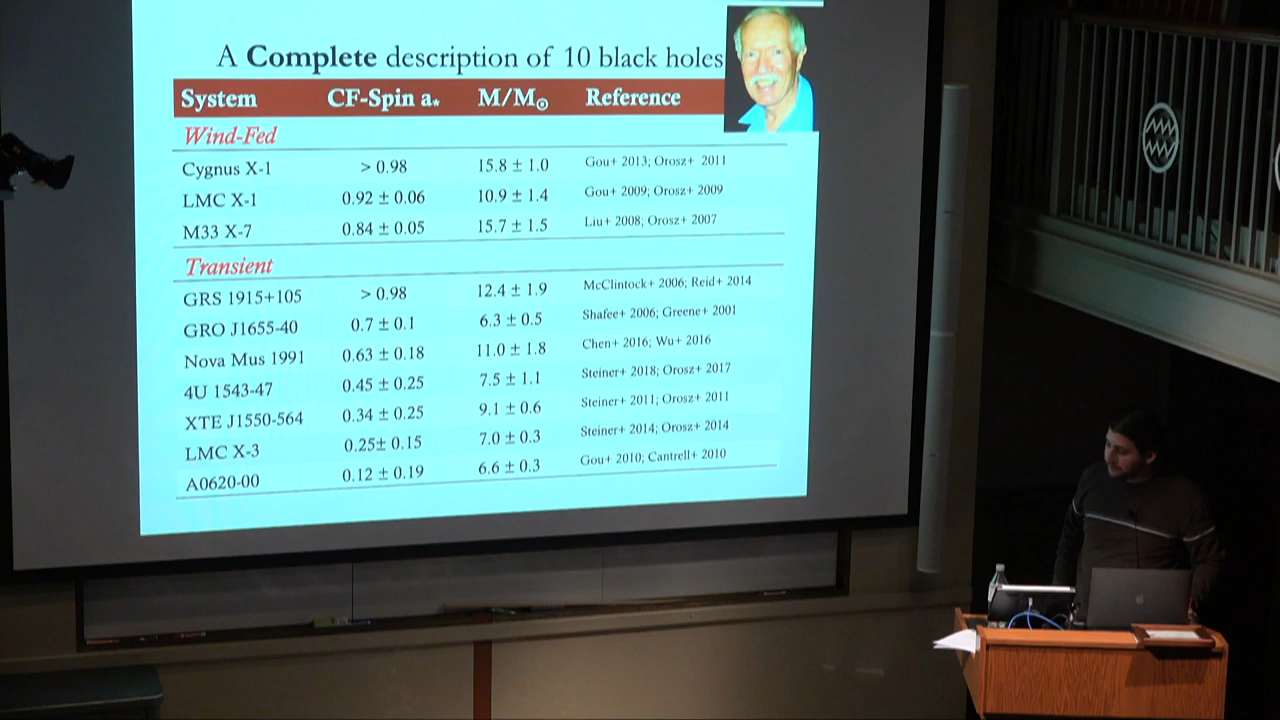 A Complete description of 10 black holes
System CF-Spin a* M/M☉ Reference
Wind-Fed
Cygnus X-1 > 0.98 15.8 ± 1.0 Gou+ 2013; Orosz+ 2011
LMC X-1 0.92 ± 0.06 10.9 ± 1.4 Gou+ 2009; Orosz+ 2009
M33 X-7 0.84 ± 0.05 15.7 ± 1.5 Liu+ 2008; Orosz+ 2007
Transient
GRS 1915+105 > 0.98 12.4 ± 1.9 McClintock+ 2006; Reid+ 2014
GRO J1655-40 0.7 ± 0.1 6.3 ± 0.5 Shafee+ 2006; Greene+ 2001
Nova Mus 1991 0.63 ± 0.18 11.0 ± 1.8 Chen+ 2016; Wu+ 2016
4U 1543-47 0.45 ± 0.25 7.5 ± 1.1 Steiner+ 2018; Orosz+ 2017
XTE J1550-564 0.34 ± 0.25 9.1 ± 0.6 Steiner+ 2011; Orosz+ 2011
LMC X-3 0.25± 0.15 7.0 ± 0.3 Steiner+ 2014; Orosz+ 2014
A0620-00 0.12 ± 0.19 6.6 ± 0.3 Gou+ 2010; Cantrell+ 2010